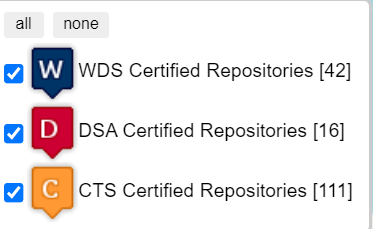 all none
W WDS Certified Repositories [42]
D DSA Certified Repositories [16]
C CTS Certified Repositories [111]